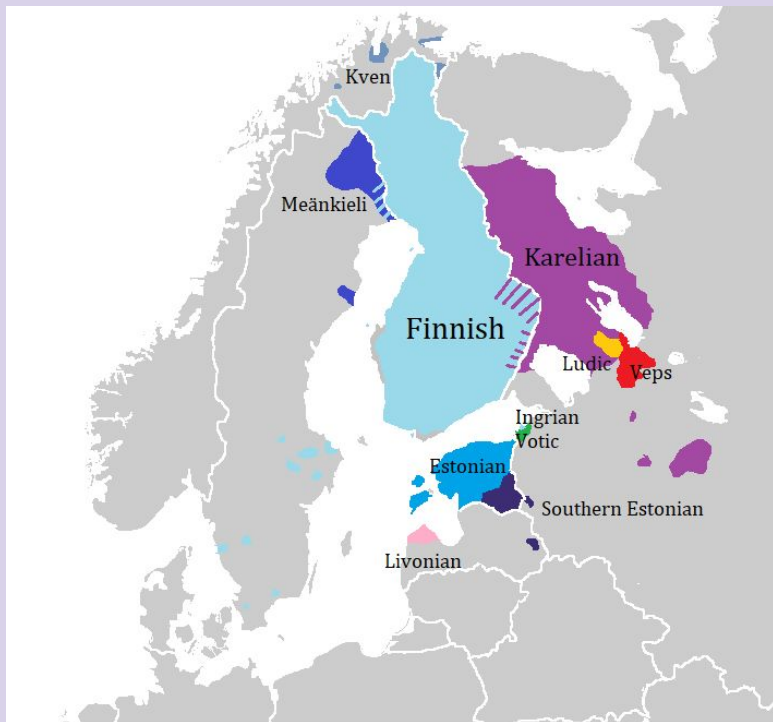 Kven
Meänkieli
Karelian
Finnish
Ludic
Veps
Ingrian
Votic
Estonian
Southern Estonian
Livonian